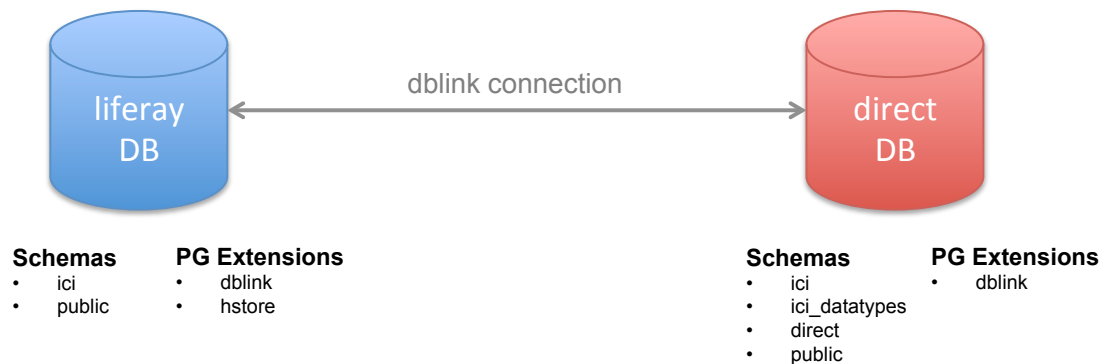 dblink connection
liferay
DB
direct
DB
Schemas
• ici
• public
PG Extensions
• dblink
• hstore
Schemas
• ici
• ici_datatypes
• direct
• public
PG Extensions
• dblink